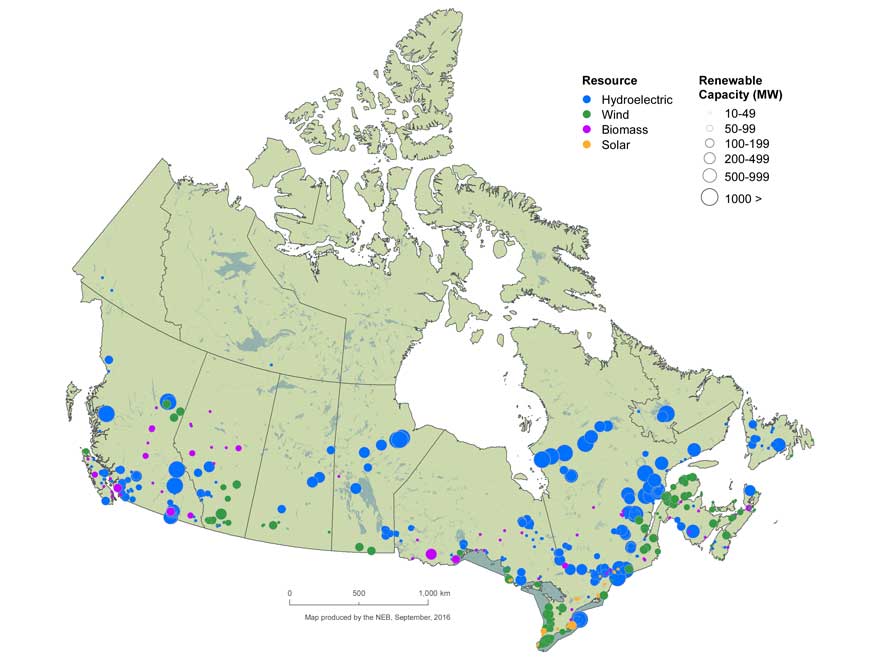 Resource
Hydroelectric
Wind
Biomass
Solar
Renewable
Capacity (MW)
10-49
50-99
100-199
200-499
500-999
1000 >
0 500 1,000 km
Map produced by the NEB, September, 2016